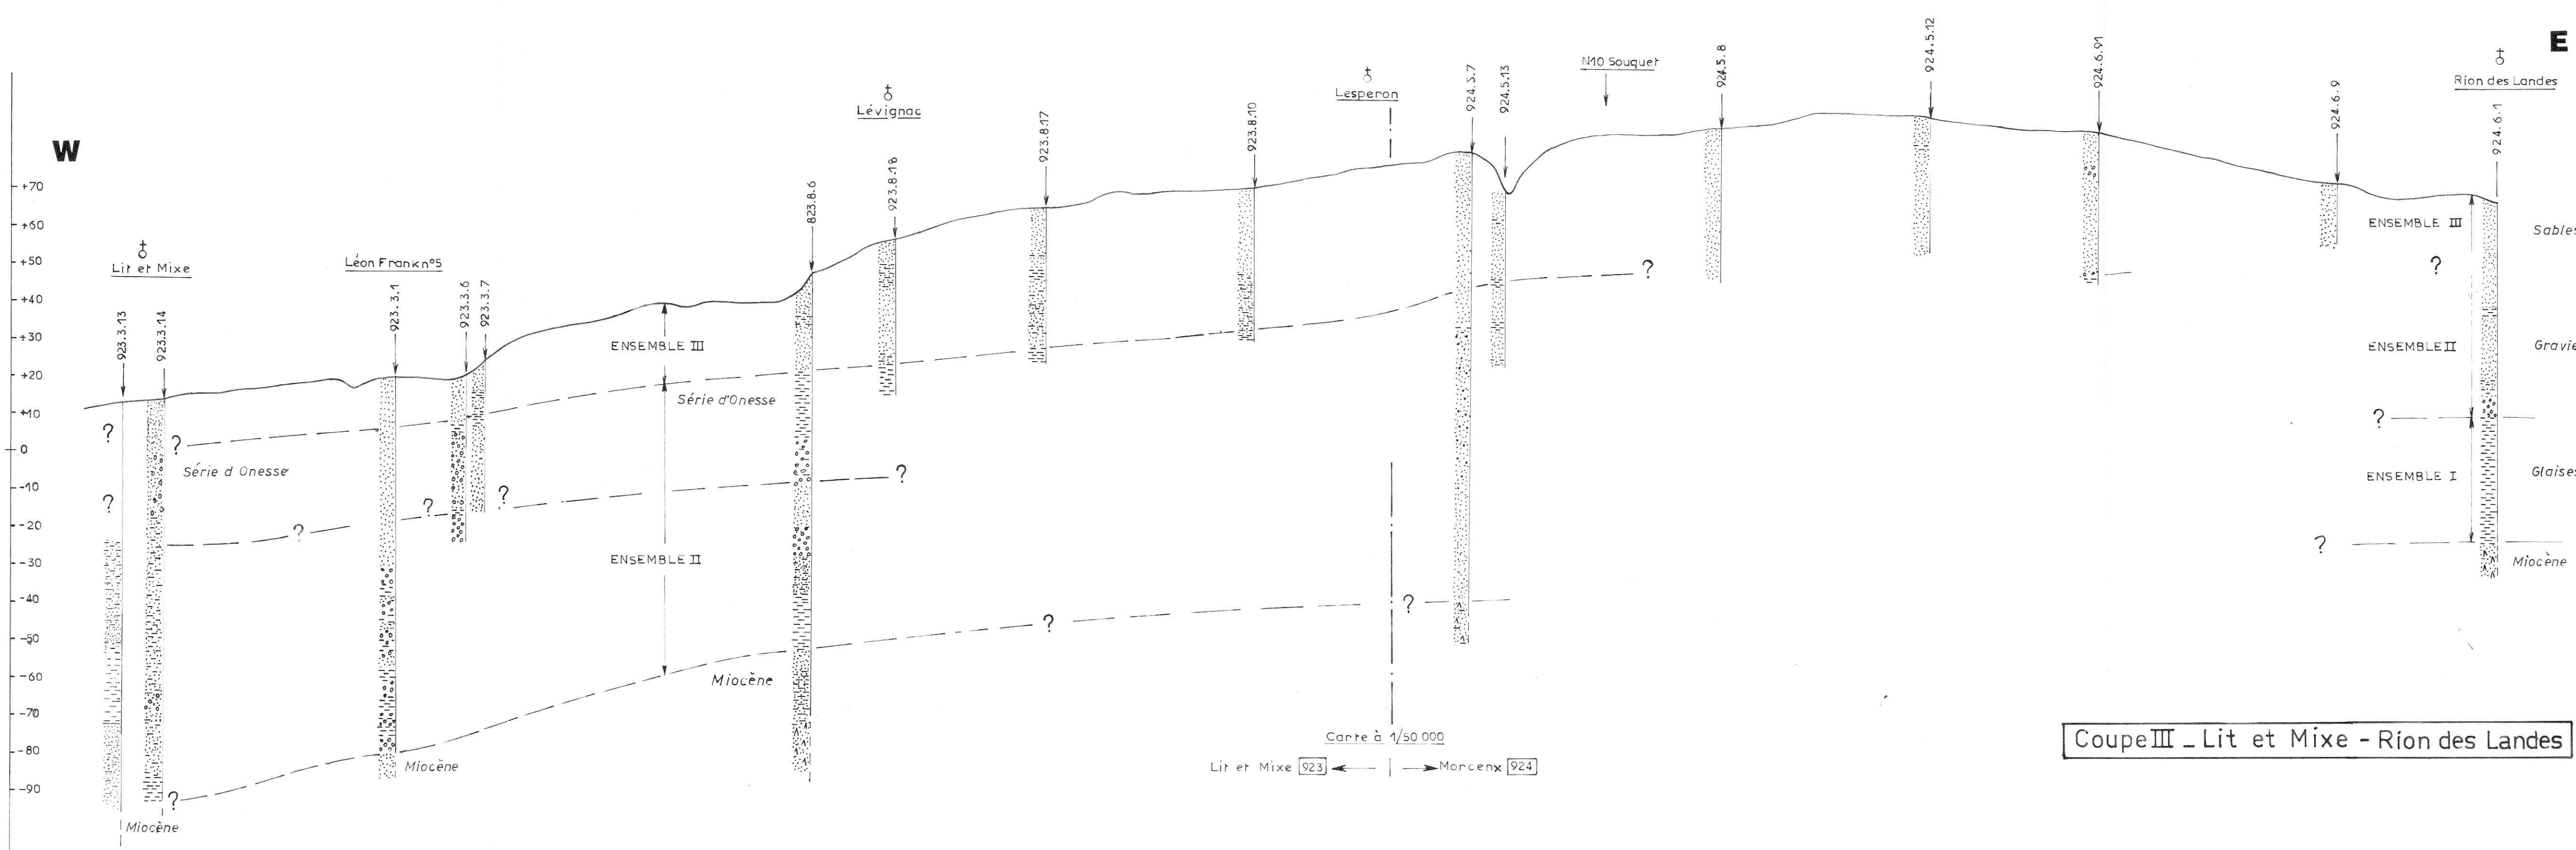 W
E
+70
+60
+50
+40
+30
+20
+10
0
-10
-20
-30
-40
-50
-60
-70
-80
-90
Lit et Mixe
923.3.13
923.3.14
Léon Frank n°5
923.3.1
923.3.6
923.3.7
823.8.6
Lévignac
923.8.18
923.8.17
923.8.10
Lesperon
924.5.13
N10 Souquet
924.5.8
924.5.12
924.6.91
924.6.9
Rion des Landes
924.6.1
?
?
?
Série d Onesse
?
?
?
?
Miocène
Miocène
ENSEMBLE III
Série d'Onesse
ENSEMBLE II
Miocène
?
?
?
?
ENSEMBLE III
Sables
?
ENSEMBLE II
Gravie
?
ENSEMBLE I
Glaises
?
Miocène
Carte à 1/50 000
Lit et Mixe 923
Morcenx 924
Coupe III _ Lit et Mixe - Rion des Landes